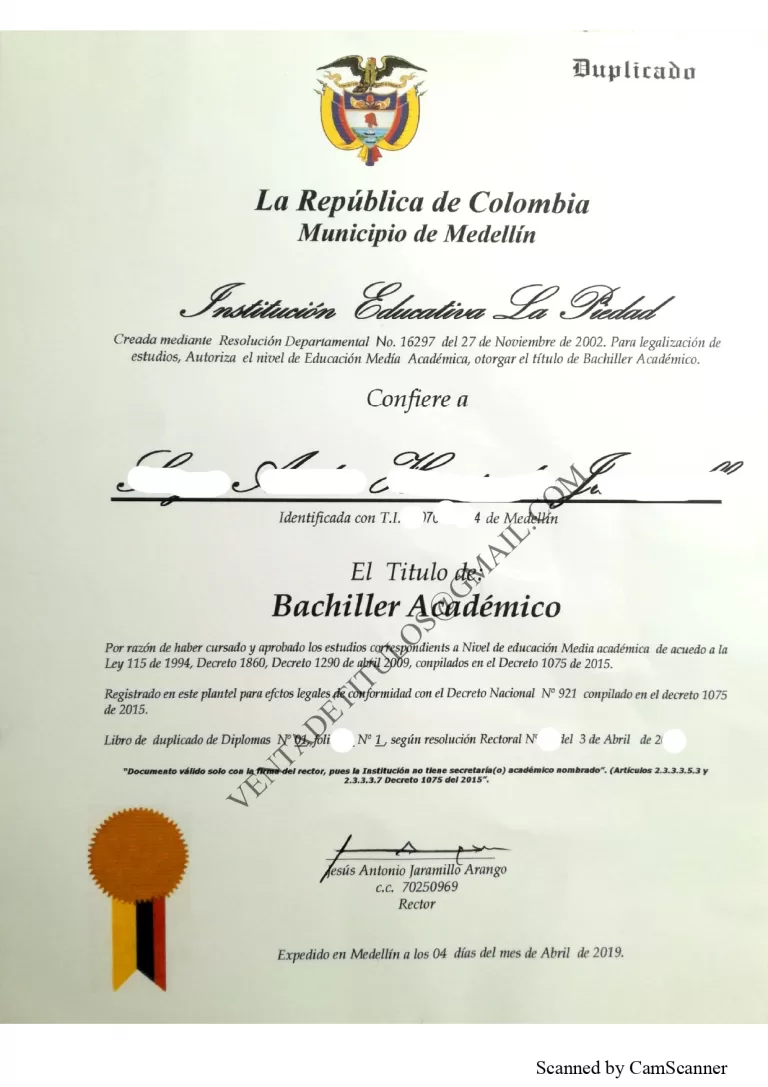 Duplicado
La República de Colombia
Municipio de Medellín
Institución Educativa La Piedad
Creada mediante Resolución Departamental No. 16297 del 27 de Noviembre de 2002. Para legalización de
estudios, Autoriza el nivel de Educación Media Académica, otorgar el título de Bachiller Académico.
Confiere a
Identificada con T.I. 4 de Medellín
El Titulo de:
Bachiller Académico
Por razón de haber cursado y aprobado los estudios correspondients a Nivel de educación Media académica de acuedo a la
Ley 115 de 1994, Decreto 1860, Decreto 1290 de abril 2009, conpilados en el Decreto 1075 de 2015.
Registrado en este plantel para efctos legales de conformidad con el Decreto Nacional N° 921 conpilado en el decreto 1075
de 2015.
Libro de duplicado de Diplomas N° 01, fóli N° 1, según resolución Rectoral N° del 3 de Abril de 2
"Documento válido solo con la firma del rector, pues la Institución no tiene secretaria(o) académico nombrado". (Artículos 2.3.3.3.5.3 y
2.3.3.3.7 Decreto 1075 del 2015".
Jesús Antonio Jaramillo Arango
c.c. 70250969
Rector
Expedido en Medellín a los 04 días del mes de Abril de 2019.
VENTADETITULOS@GMAIL.COM
Scanned by CamScanner